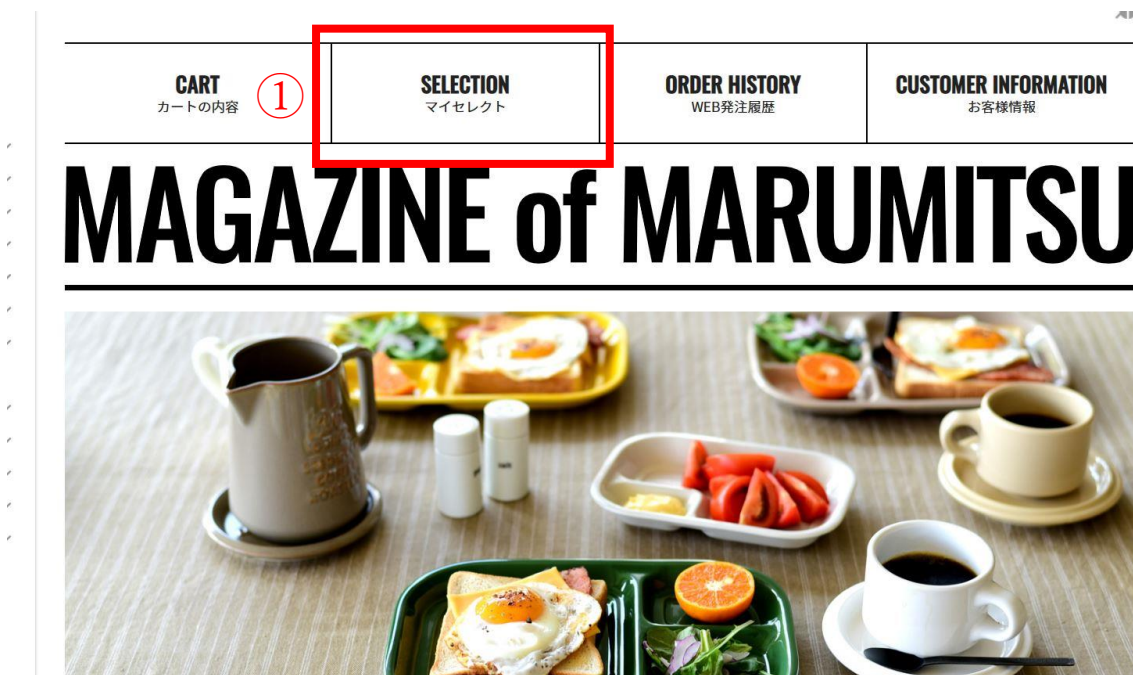 CART
カートの内容
①
SELECTION
マイセレクト
ORDER HISTORY
WEB発注履歴
CUSTOMER INFORMATION
お客様情報
MAGAZINE of MARUMITSU